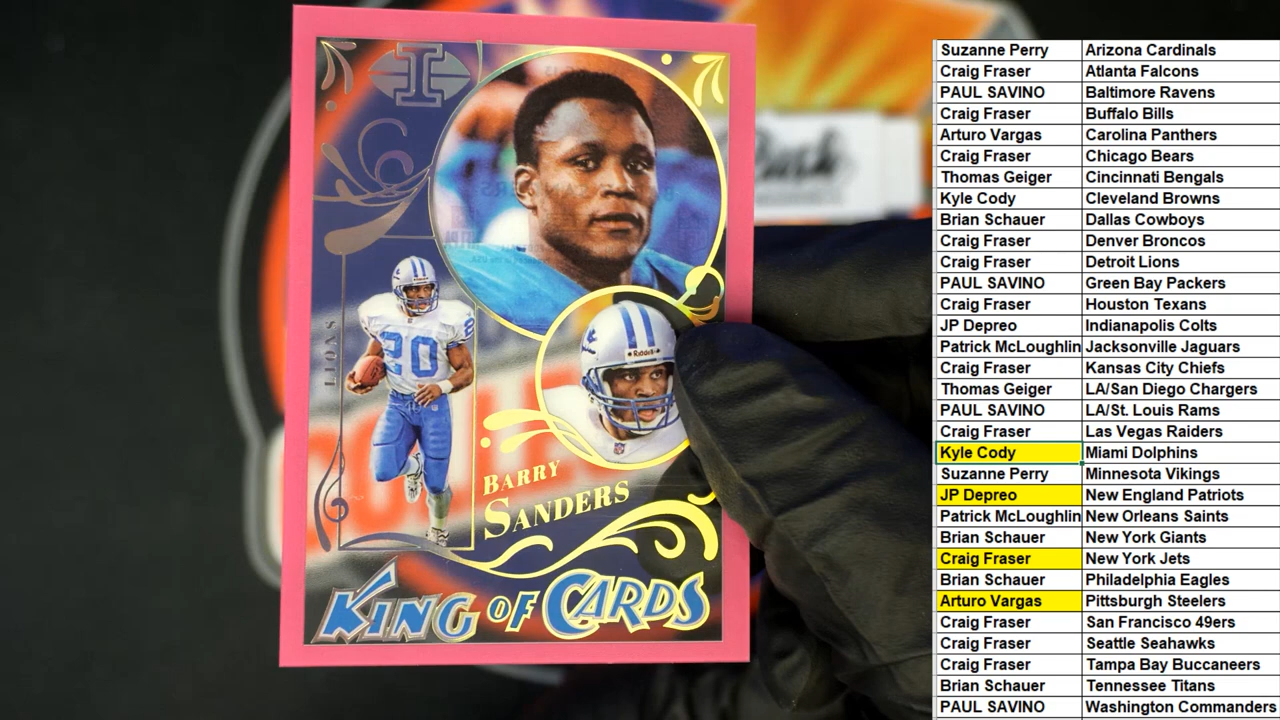 I
LIONS
20
Riddell
BARRY
SANDERS
KING OF CARDS
Suzanne Perry Arizona Cardinals
Craig Fraser Atlanta Falcons
PAUL SAVINO Baltimore Ravens
Craig Fraser Buffalo Bills
Arturo Vargas Carolina Panthers
Craig Fraser Chicago Bears
Thomas Geiger Cincinnati Bengals
Kyle Cody Cleveland Browns
Brian Schauer Dallas Cowboys
Craig Fraser Denver Broncos
Craig Fraser Detroit Lions
PAUL SAVINO Green Bay Packers
Craig Fraser Houston Texans
JP Depreo Indianapolis Colts
Patrick McLoughlin Jacksonville Jaguars
Craig Fraser Kansas City Chiefs
Thomas Geiger LA/San Diego Chargers
PAUL SAVINO LA/St. Louis Rams
Craig Fraser Las Vegas Raiders
Kyle Cody Miami Dolphins
Suzanne Perry Minnesota Vikings
JP Depreo New England Patriots
Patrick McLoughlin New Orleans Saints
Brian Schauer New York Giants
Craig Fraser New York Jets
Brian Schauer Philadelphia Eagles
Arturo Vargas Pittsburgh Steelers
Craig Fraser San Francisco 49ers
Craig Fraser Seattle Seahawks
Craig Fraser Tampa Bay Buccaneers
Brian Schauer Tennessee Titans
PAUL SAVINO Washington Commanders